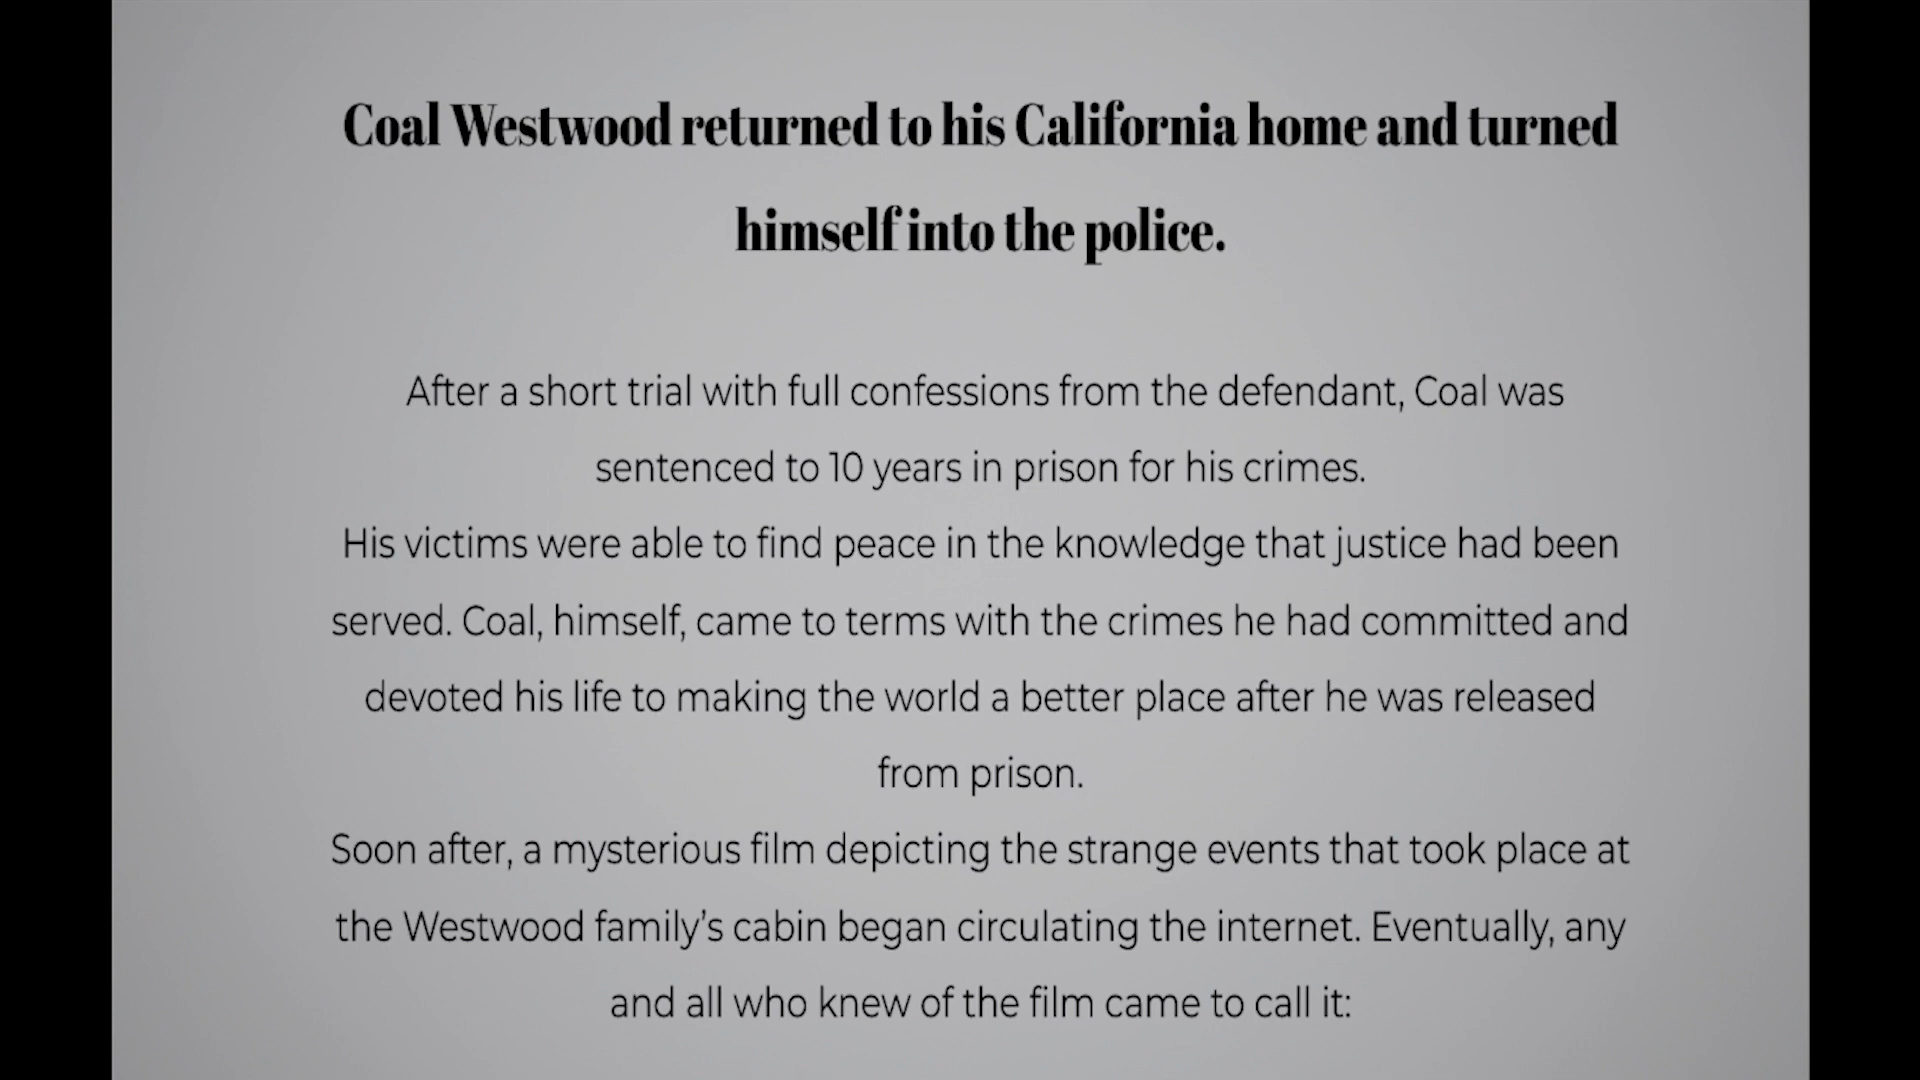 Coal Westwood returned to his California home and turned
himself into the police.
After a short trial with full confessions from the defendant, Coal was
sentenced to 10 years in prison for his crimes.
His victims were able to find peace in the knowledge that justice had been
served. Coal, himself, came to terms with the crimes he had committed and
devoted his life to making the world a better place after he was released
from prison.
Soon after, a mysterious film depicting the strange events that took place at
the Westwood family’s cabin began circulating the internet. Eventually, any
and all who knew of the film came to call it: